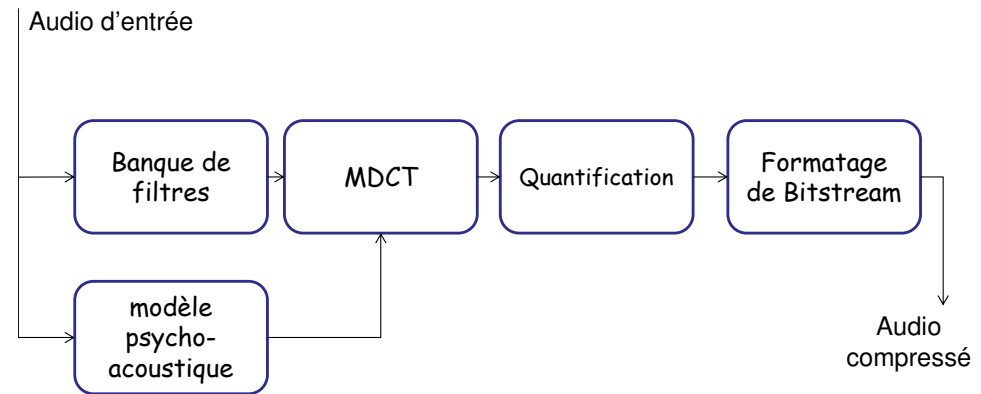 Audio d'entrée
Banque de
filtres
MDCT
Quantification
Formatage
de Bitstream
modèle
psycho-
acoustique
Audio
compressé